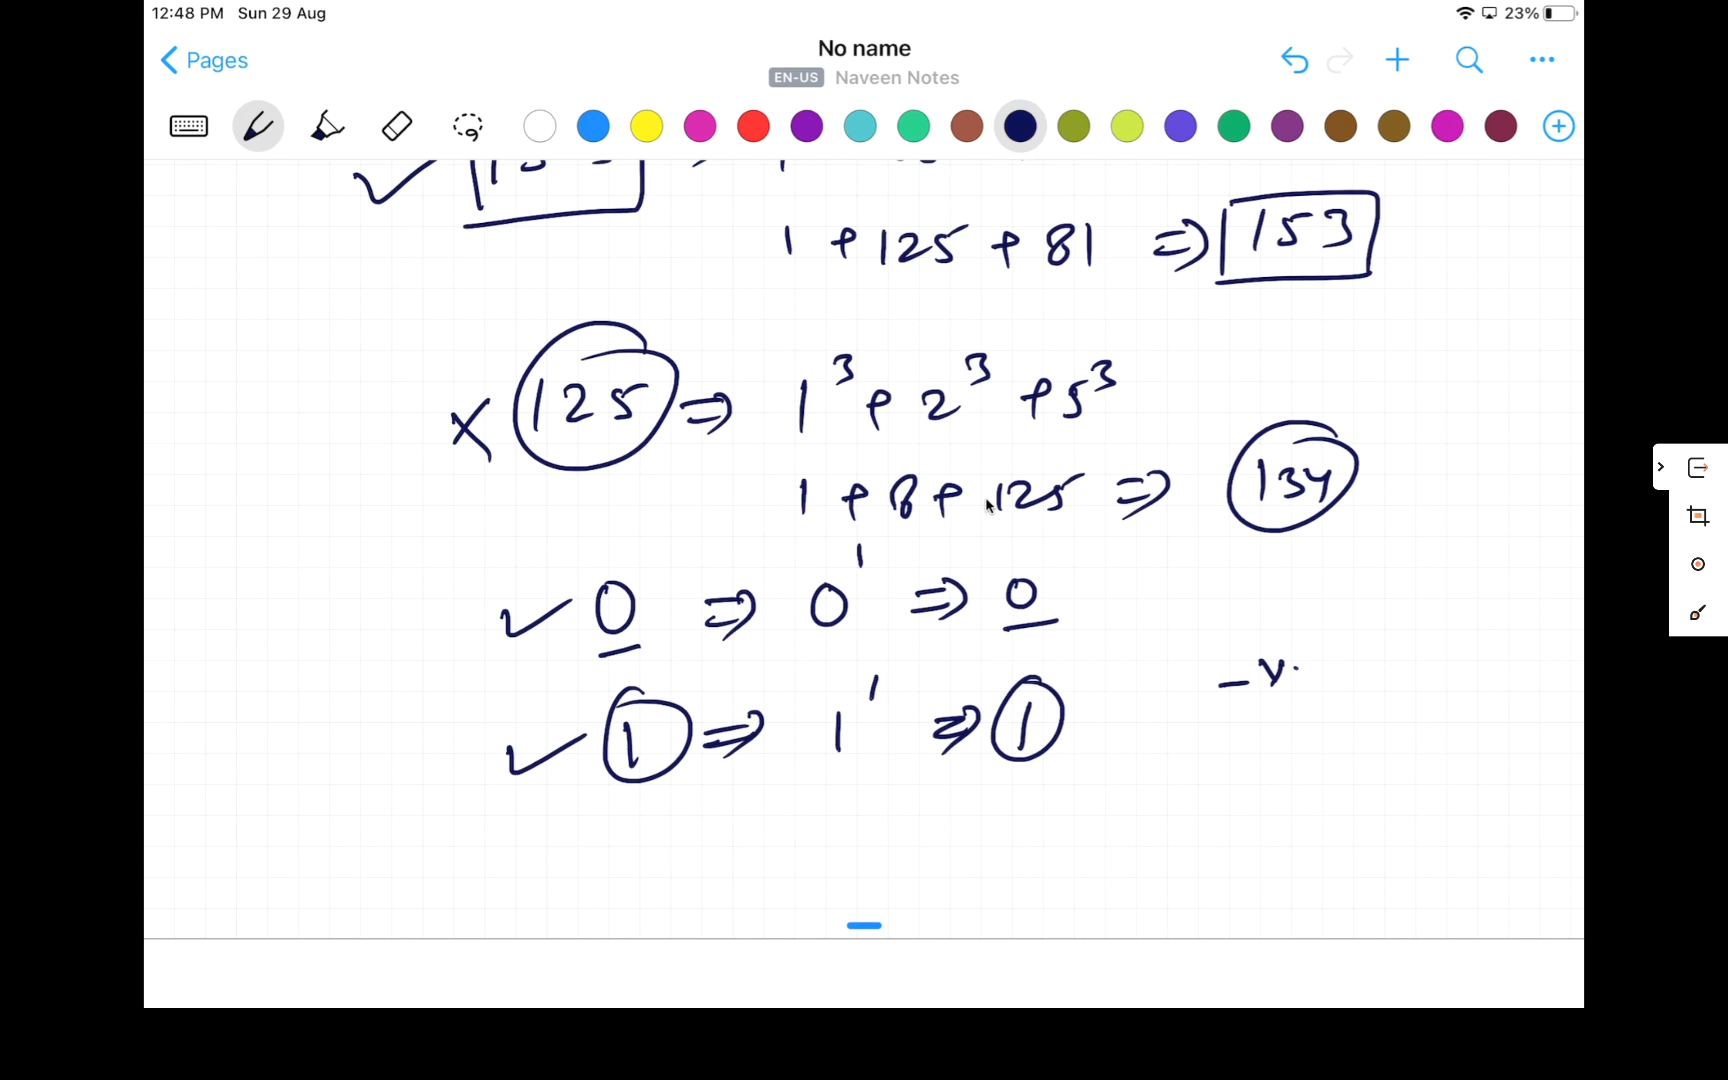 12:48 PM Sun 29 Aug 23%
Pages
No name
EN-US Naveen Notes
1 + 125 + 81 ⇒ 153
x 125 ⇒ 1³ + 2³ + 5³
1 + 8 + 125 ⇒ 134
✓ 0 ⇒ 0¹ ⇒ 0
✓ 1 ⇒ 1¹ ⇒ 1